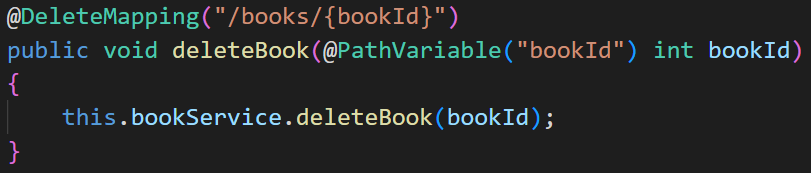 @DeleteMapping("/books/{bookId}")
public void deleteBook(@PathVariable("bookId") int bookId)
{
    this.bookService.deleteBook(bookId);
}